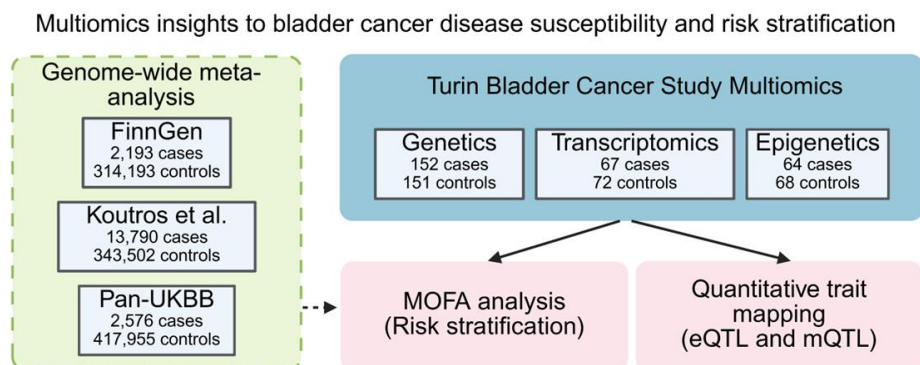 Multiomics insights to bladder cancer disease susceptibility and risk stratification
Genome-wide meta-
analysis
FinnGen
2,193 cases
314,193 controls
Koutros et al.
13,790 cases
343,502 controls
Pan-UKBB
2,576 cases
417,955 controls
Turin Bladder Cancer Study Multiomics
Genetics
152 cases
151 controls
Transcriptomics
67 cases
72 controls
Epigenetics
64 cases
68 controls
MOFA analysis
(Risk stratification)
Quantitative trait
mapping
(eQTL and mQTL)